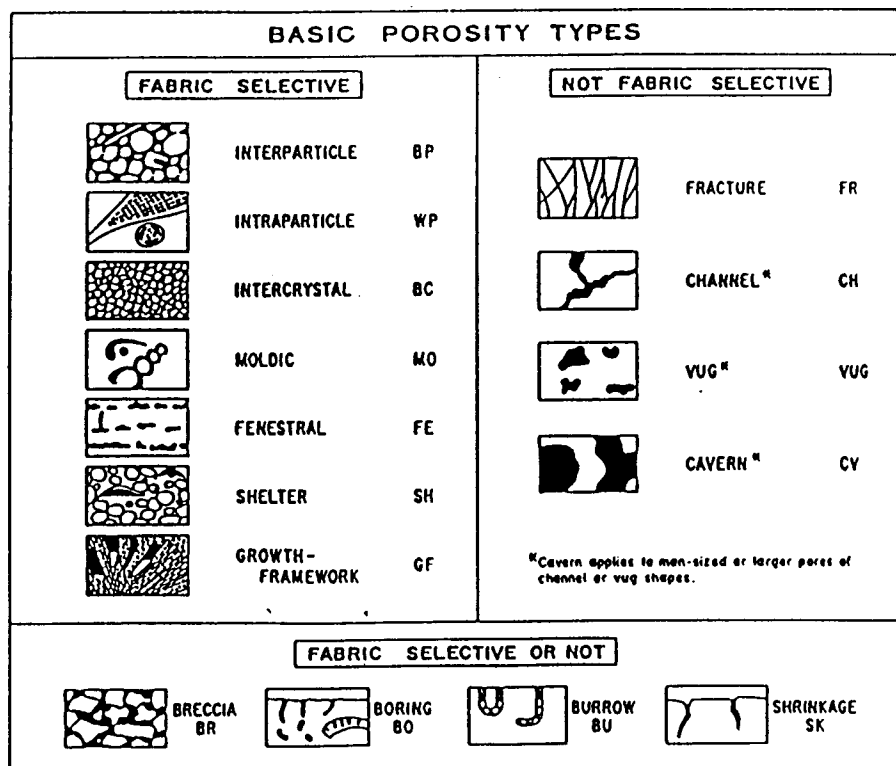 BASIC POROSITY TYPES
FABRIC SELECTIVE
INTERPARTICLE BP
INTRAPARTICLE WP
INTERCRYSTAL BC
MOLDIC MO
FENESTRAL FE
SHELTER SH
GROWTH-
FRAMEWORK GF
NOT FABRIC SELECTIVE
FRACTURE FR
CHANNEL* CH
VUG* VUG
CAVERN* CV
*Cavern applies to man-sized or larger pores of
channel or vug shapes.
FABRIC SELECTIVE OR NOT
BRECCIA
BR
BORING
BO
BURROW
BU
SHRINKAGE
SK